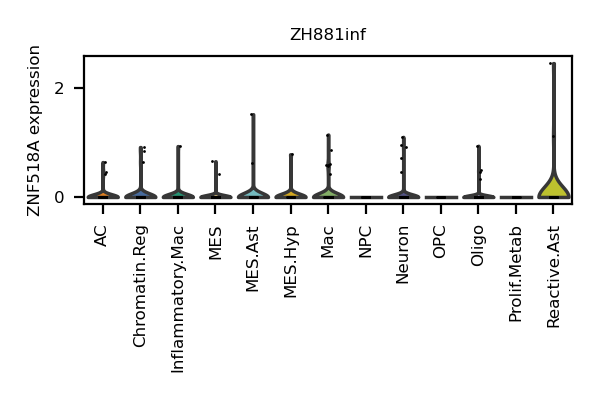 ZH881inf
ZNF518A expression
2
0
AC
Chromatin.Reg
Inflammatory.Mac
MES
MES.Ast
MES.Hyp
Mac
NPC
Neuron
OPC
Oligo
Prolif.Metab
Reactive.Ast